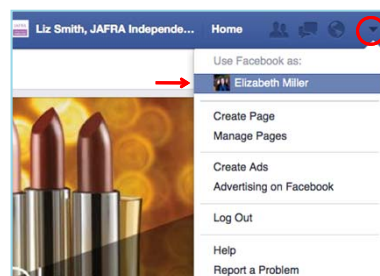 JAFRA
Liz Smith, JAFRA Independe... Home
Use Facebook as:
Elizabeth Miller
Create Page
Manage Pages
Create Ads
Advertising on Facebook
Log Out
Help
Report a Problem